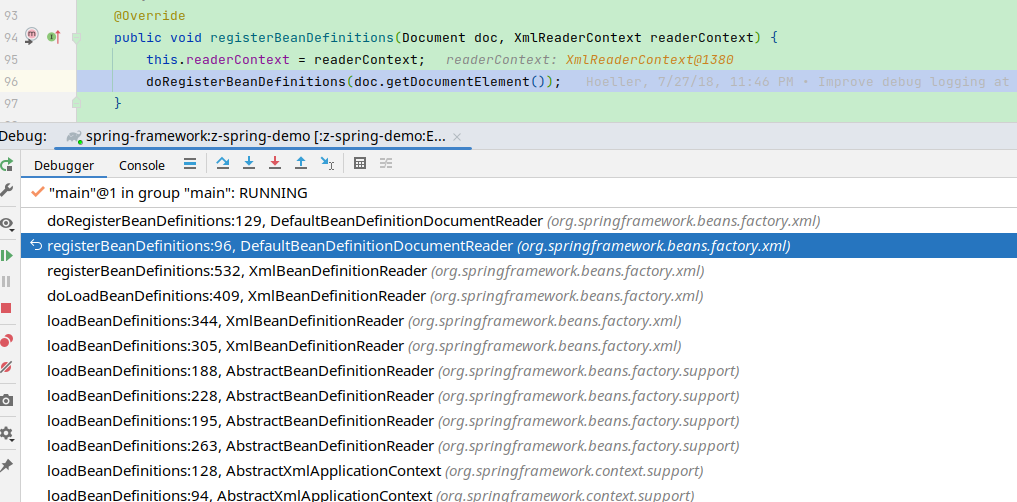 93
@Override
94 public void registerBeanDefinitions(Document doc, XmlReaderContext readerContext) {
95 this.readerContext = readerContext; readerContext: XmlReaderContext@1380
96 doRegisterBeanDefinitions(doc.getDocumentElement()); Hoeller, 7/27/18, 11:46 PM • Improve debug logging at
97 }
Debug: spring-framework:z-spring-demo [:z-spring-demo:E... ×
Debugger Console
"main"@1 in group "main": RUNNING
doRegisterBeanDefinitions:129, DefaultBeanDefinitionDocumentReader (org.springframework.beans.factory.xml)
registerBeanDefinitions:96, DefaultBeanDefinitionDocumentReader (org.springframework.beans.factory.xml)
registerBeanDefinitions:532, XmlBeanDefinitionReader (org.springframework.beans.factory.xml)
doLoadBeanDefinitions:409, XmlBeanDefinitionReader (org.springframework.beans.factory.xml)
loadBeanDefinitions:344, XmlBeanDefinitionReader (org.springframework.beans.factory.xml)
loadBeanDefinitions:305, XmlBeanDefinitionReader (org.springframework.beans.factory.xml)
loadBeanDefinitions:188, AbstractBeanDefinitionReader (org.springframework.beans.factory.support)
loadBeanDefinitions:228, AbstractBeanDefinitionReader (org.springframework.beans.factory.support)
loadBeanDefinitions:195, AbstractBeanDefinitionReader (org.springframework.beans.factory.support)
loadBeanDefinitions:263, AbstractBeanDefinitionReader (org.springframework.beans.factory.support)
loadBeanDefinitions:128, AbstractXmlApplicationContext (org.springframework.context.support)
loadBeanDefinitions:94, AbstractXmlApplicationContext (org.springframework.context.support)